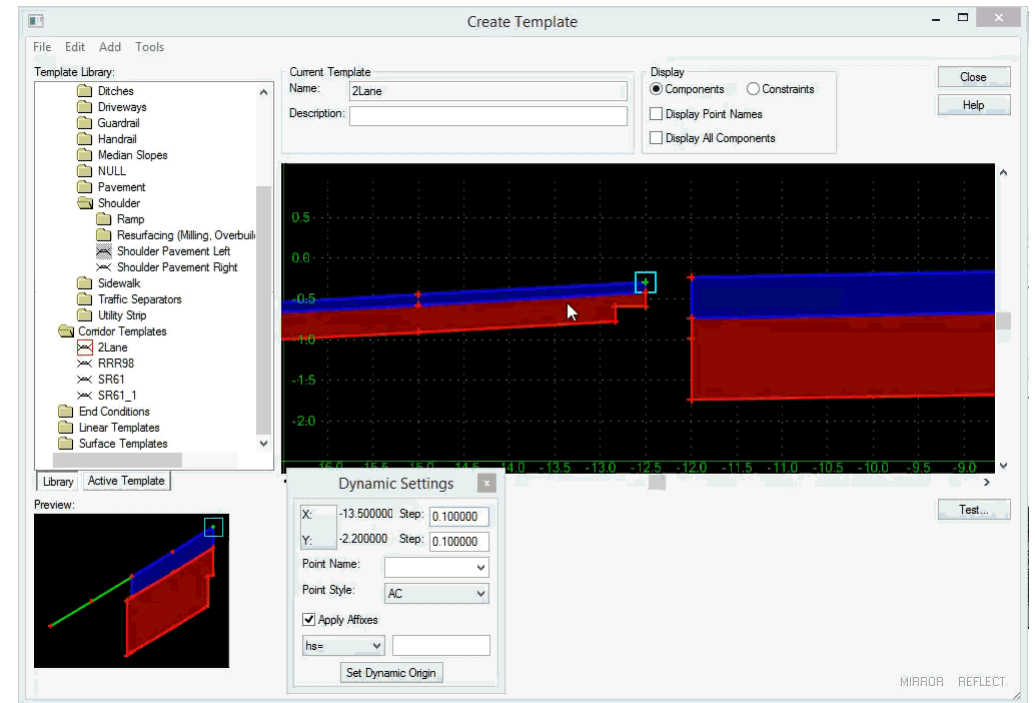 Create Template
File Edit Add Tools
Template Library:
Ditches
Driveways
Guardrail
Handrail
Median Slopes
NULL
Pavement
Shoulder
Ramp
Resufacing (Milling, Overbuil
Shoulder Pavement Left
Shoulder Pavement Right
Sidewalk
Traffic Separators
Utility Strip
Corridor Templates
2Lane
RRR98
SR61
SR61_1
End Conditions
Linear Templates
Surface Templates
Library Active Template
Preview:
Current Template
Name: 2Lane
Description:
Display
Components Constraints
Display Point Names
Display All Components
Close
Help
0.5
0.0
-0.5
-1.0
-1.5
-2.0
-16.0 -15.5 -15.0 -14.5 -14.0 -13.5 -13.0 -12.5 -12.0 -11.5 -11.0 -10.5 -10.0 -9.5 -9.0
Dynamic Settings
X: -13.500000 Step: 0.100000
Y: -2.200000 Step: 0.100000
Point Name:
Point Style: AC
Apply Affixes
hs=
Set Dynamic Origin
Test...
MIRROR REFLECT